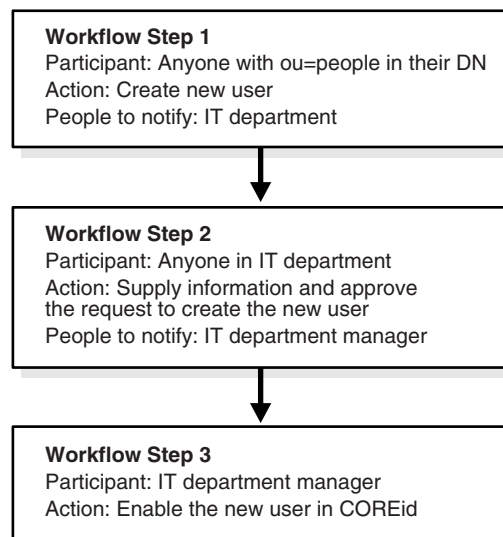 Workflow Step 1
Participant: Anyone with ou=people in their DN
Action: Create new user
People to notify: IT department
Workflow Step 2
Participant: Anyone in IT department
Action: Supply information and approve
the request to create the new user
People to notify: IT department manager
Workflow Step 3
Participant: IT department manager
Action: Enable the new user in COREid